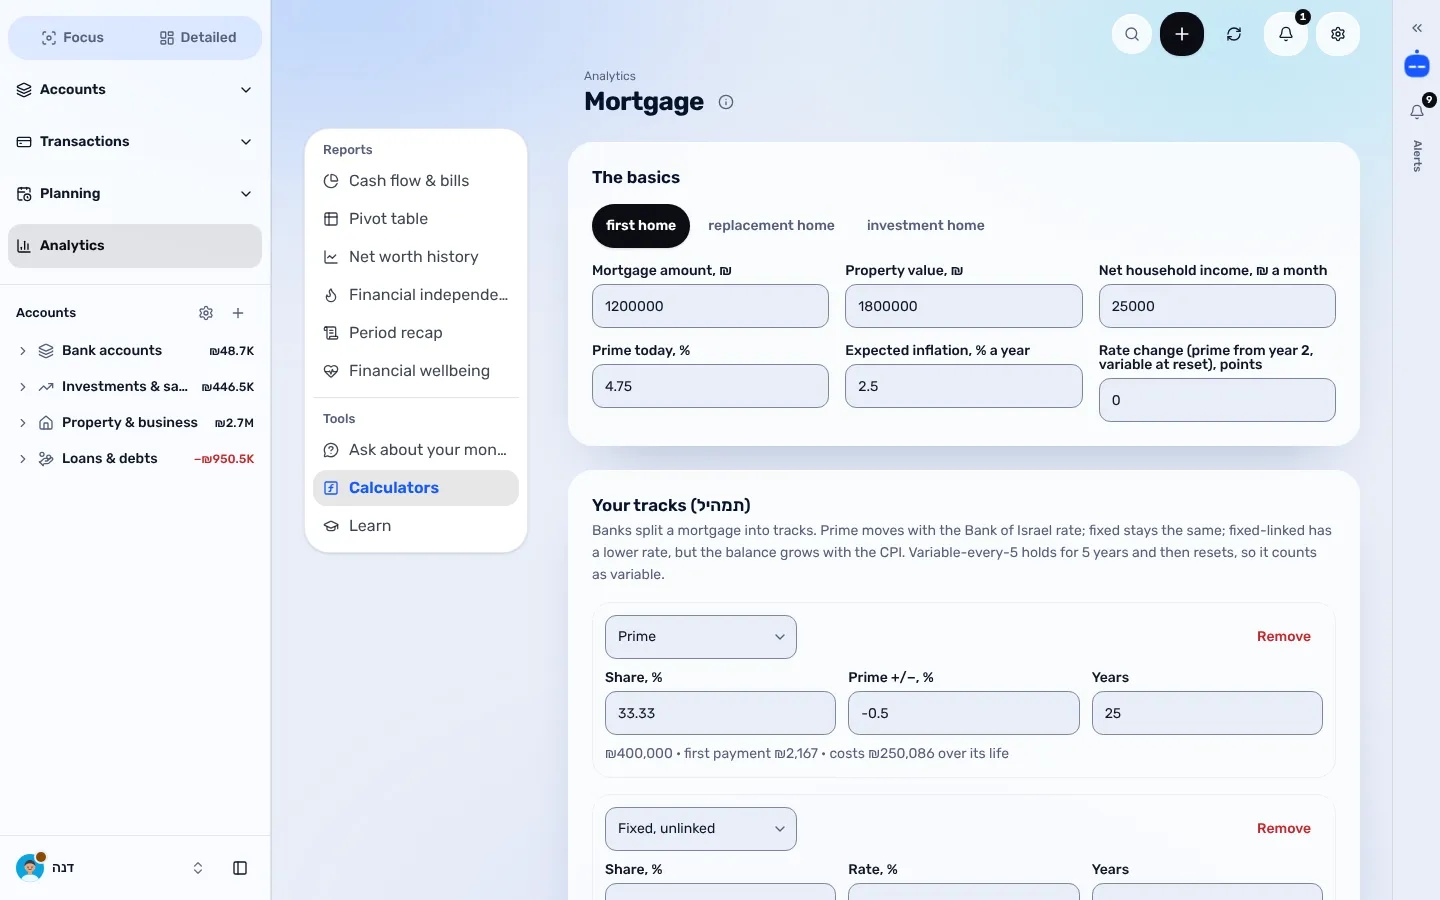 Focus
Detailed
Accounts
Transactions
Planning
Analytics
Accounts
Bank accounts ₪48.7K
Investments & sa... ₪446.5K
Property & business ₪2.7M
Loans & debts −₪950.5K
דנה
Reports
Cash flow & bills
Pivot table
Net worth history
Financial independe...
Period recap
Financial wellbeing
Tools
Ask about your mon...
Calculators
Learn
1
Analytics
Mortgage
The basics
first home replacement home investment home
Mortgage amount, ₪ Property value, ₪ Net household income, ₪ a month
1200000 1800000 25000
Prime today, % Expected inflation, % a year Rate change (prime from year 2,
variable at reset), points
4.75 2.5 0
Your tracks (תמהיל)
Banks split a mortgage into tracks. Prime moves with the Bank of Israel rate; fixed stays the same; fixed-linked has
a lower rate, but the balance grows with the CPI. Variable-every-5 holds for 5 years and then resets, so it counts
as variable.
Prime Remove
Share, % Prime +/−, % Years
33.33 -0.5 25
₪400,000 • first payment ₪2,167 • costs ₪250,086 over its life
Fixed, unlinked Remove
Share, % Rate, % Years
9
Alerts